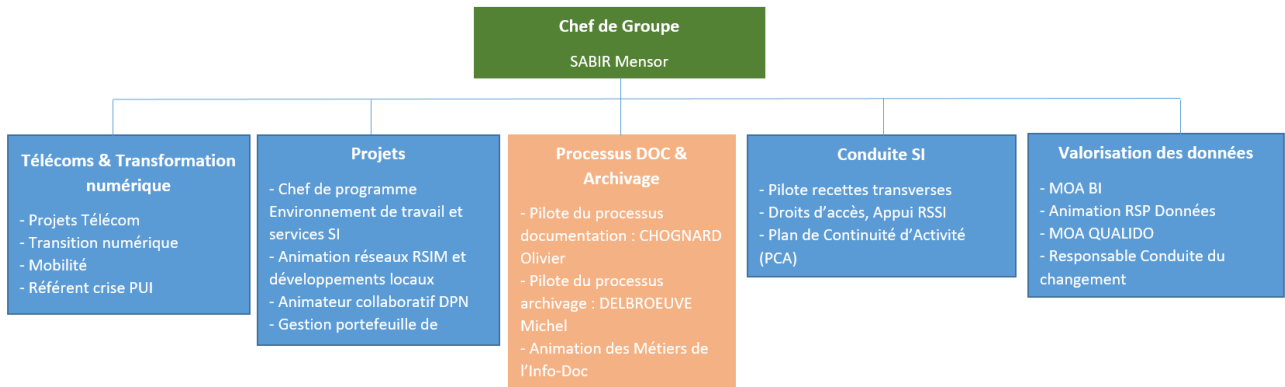 Chef de Groupe
SABIR Mensor
Télécoms & Transformation
numérique
- Projets Télécom
- Transition numérique
- Mobilité
- Référent crise PUI
Projets
- Chef de programme
Environnement de travail et
services SI
- Animation réseaux RSIM et
développements locaux
- Animateur collaboratif DPN
- Gestion portefeuille de
Processus DOC &
Archivage
- Pilote du processus
documentation : CHOGNARD
Olivier
- Pilote du processus
archivage : DELBROEUVE
Michel
- Animation des Métiers de
l’Info-Doc
Conduite SI
- Pilote recettes transverses
- Droits d’accès, Appui RSSI
- Plan de Continuité d’Activité
(PCA)
Valorisation des données
- MOA BI
- Animation RSP Données
- MOA QUALIDO
- Responsable Conduite du
changement